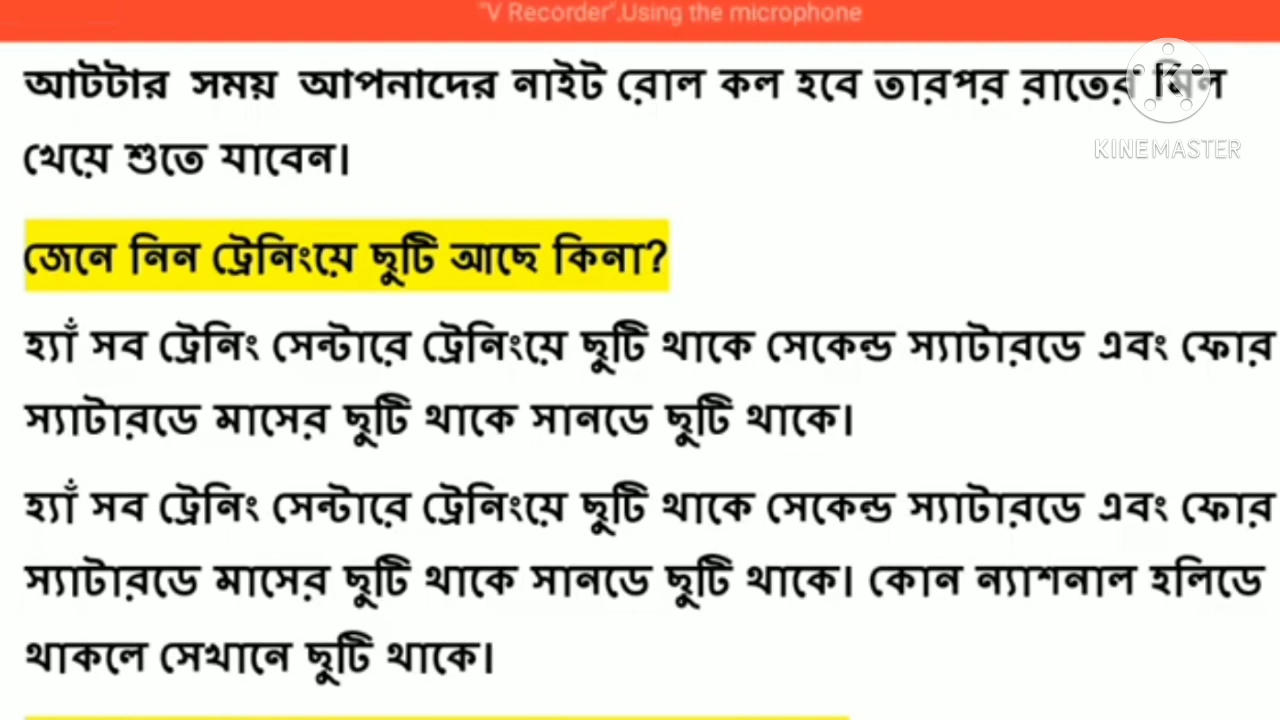 "V Recorder".Using the microphone
আটটার সময় আপনাদের নাইট রোল কল হবে তারপর রাতের মিল
KINEMASTER
খেয়ে শুতে যাবেন।
জেনে নিন ট্রেনিংয়ে ছুটি আছে কিনা?
হ্যাঁ সব ট্রেনিং সেন্টারে ট্রেনিংয়ে ছুটি থাকে সেকেন্ড স্যাটারডে এবং ফোর
স্যাটারডে মাসের ছুটি থাকে সানডে ছুটি থাকে।
হ্যাঁ সব ট্রেনিং সেন্টারে ট্রেনিংয়ে ছুটি থাকে সেকেন্ড স্যাটারডে এবং ফোর
স্যাটারডে মাসের ছুটি থাকে সানডে ছুটি থাকে। কোন ন্যাশনাল হলিডে
থাকলে সেখানে ছুটি থাকে।